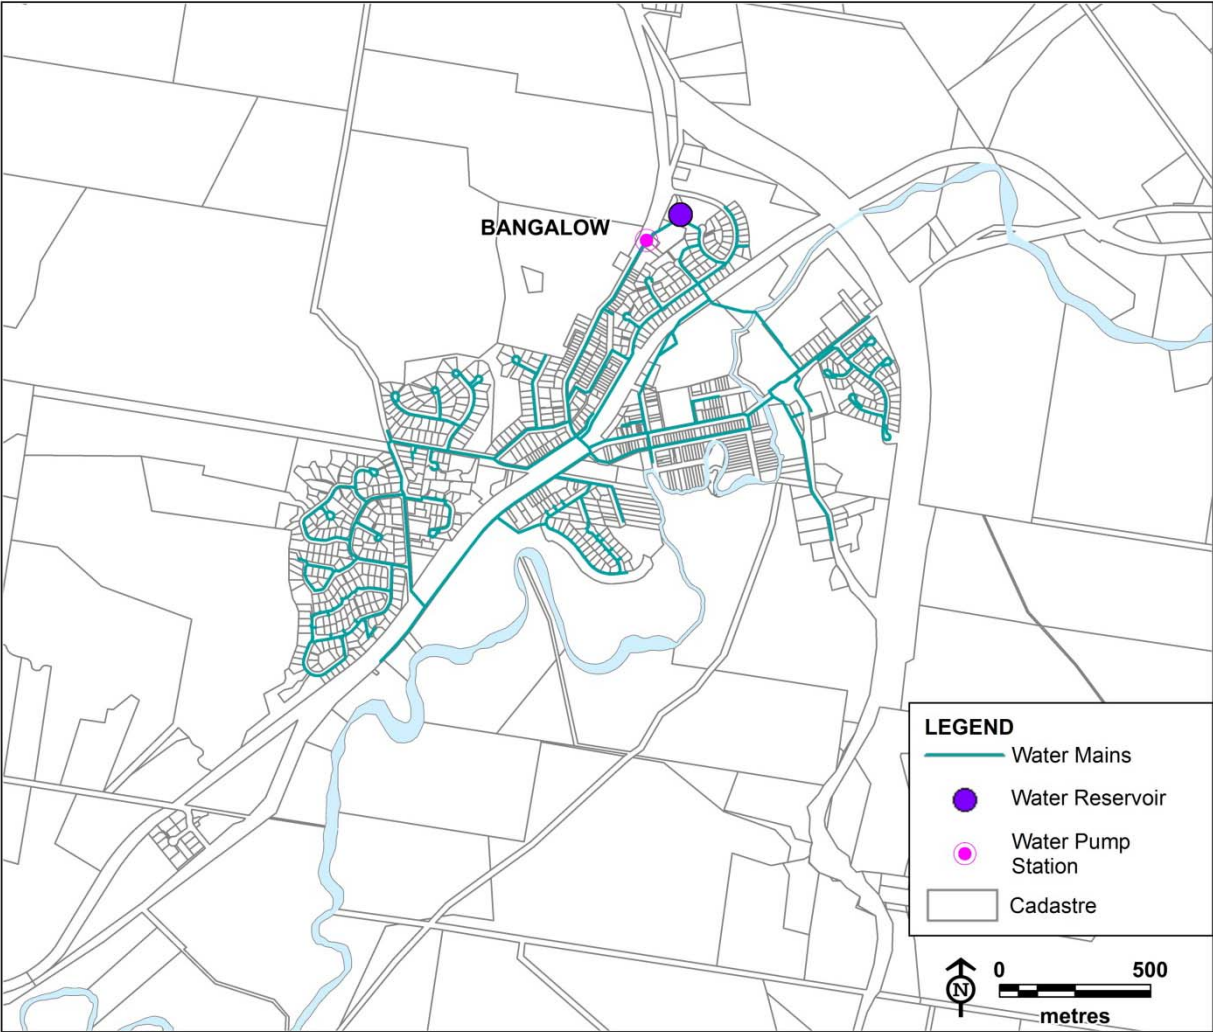 BANGALOW
LEGEND
Water Mains
Water Reservoir
Water Pump
Station
Cadastre
N
0 500
metres